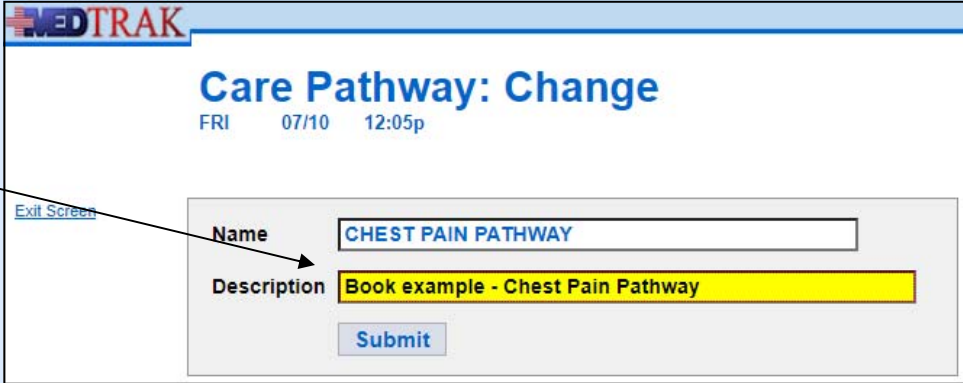 MEDTRAK
Care Pathway: Change
FRI 07/10 12:05p
Exit Screen
Name CHEST PAIN PATHWAY
Description Book example - Chest Pain Pathway
Submit